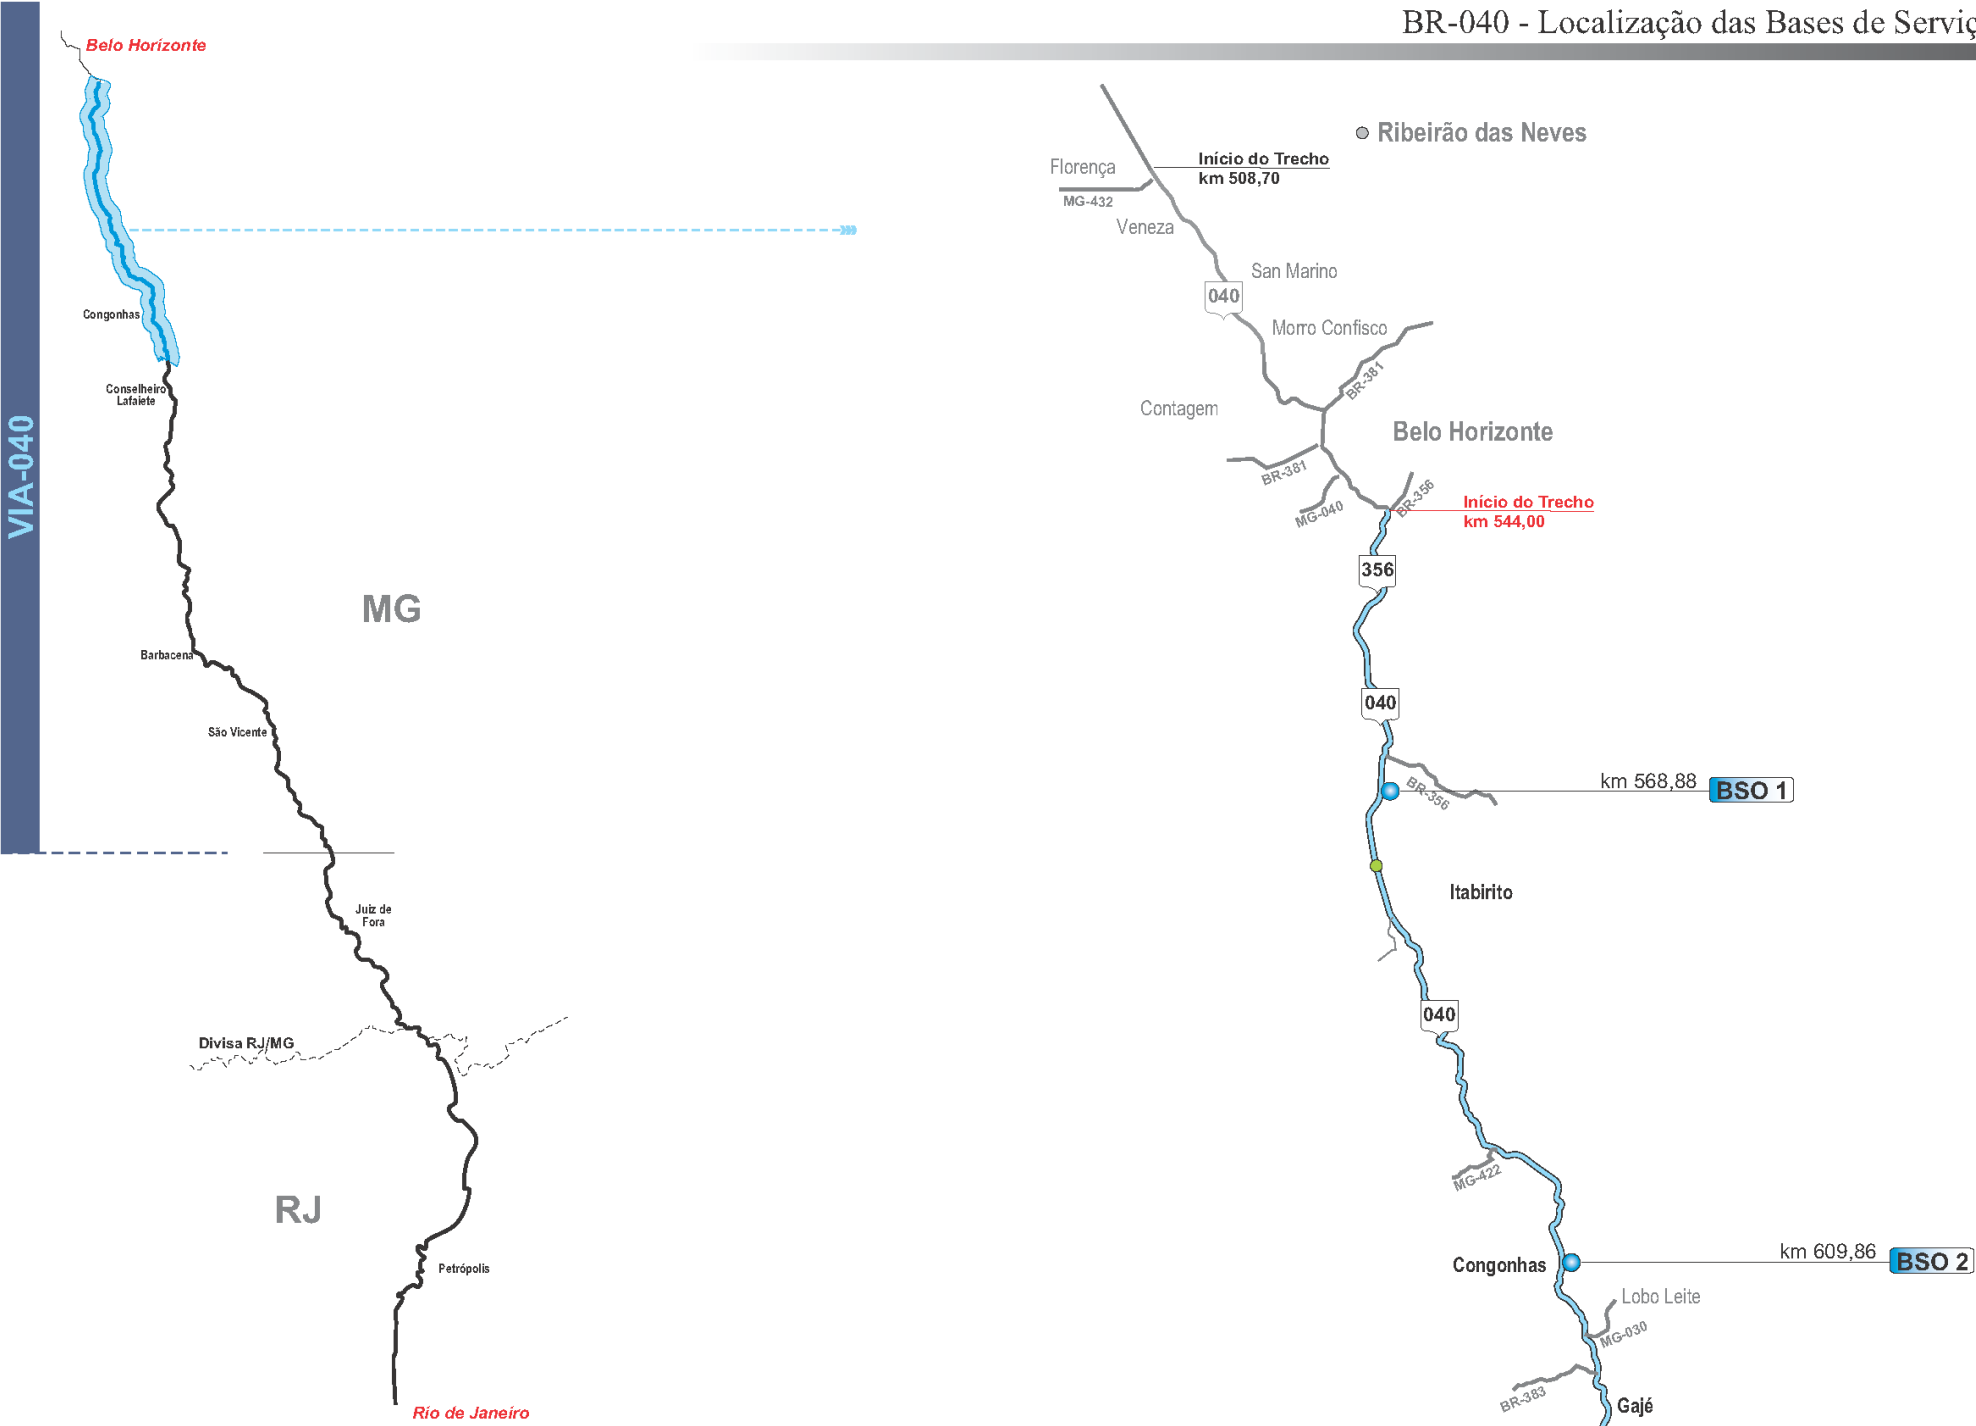 BR-040 - Localização das Bases de Serviç
VIA-040
Belo Horizonte
Congonhas
Conselheiro
Lafaiete
MG
Barbacena
São Vicente
Juiz de
Fora
Divisa RJ/MG
RJ
Petrópolis
Rio de Janeiro
Ribeirão das Neves
Início do Trecho
km 508,70
Florença
MG-432
Veneza
San Marino
040
Morro Confisco
BR-381
Contagem
Belo Horizonte
BR-381
MG-040
BR-356
Início do Trecho
km 544,00
356
040
BR-356
km 568,88
BSO 1
Itabirito
040
MG-422
Congonhas
km 609,86
BSO 2
Lobo Leite
MG-030
BR-383
Gajé